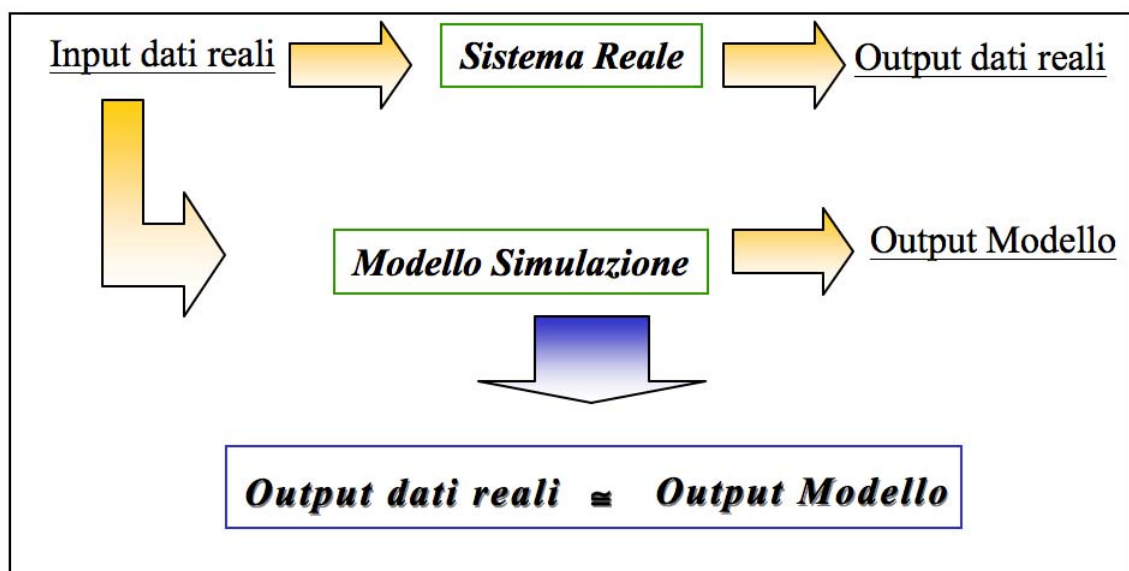 Input dati reali
Sistema Reale
Output dati reali
Modello Simulazione
Output Modello
Output dati reali ≅ Output Modello